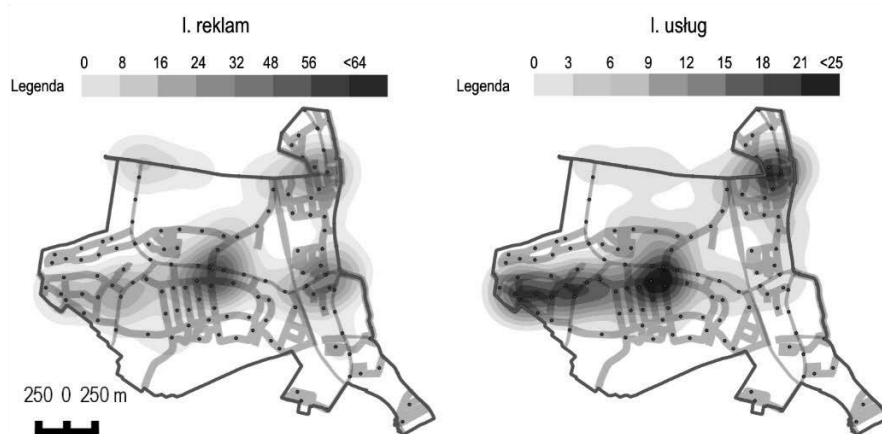 I. reklam
0 8 16 24 32 48 56 <64
Legenda
I. usług
0 3 6 9 12 15 18 21 <25
Legenda
250 0 250 m